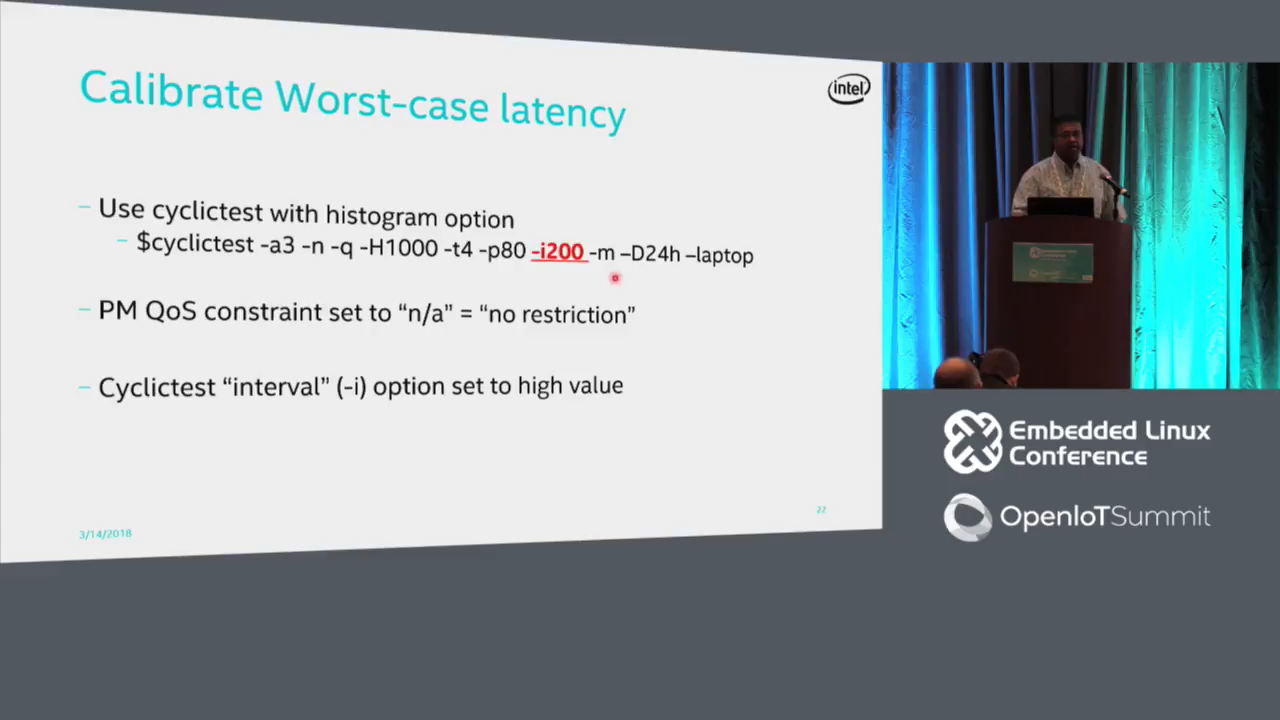 Calibrate Worst-case latency
intel
– Use cyclictest with histogram option
– $cyclictest -a3 -n -q -H1000 -t4 -p80 -i200 -m –D24h –laptop
– PM QoS constraint set to “n/a” = “no restriction”
– Cyclictest “interval” (-i) option set to high value
3/14/2018
22
Embedded Linux
Conference
OpenIoTSummit